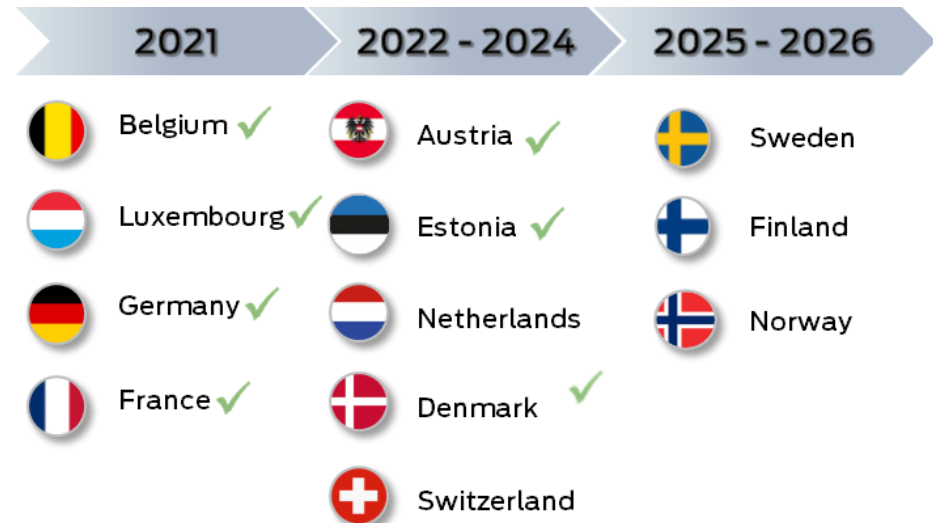 2021
2022 - 2024
2025 - 2026
Belgium
Luxembourg
Germany
France
Austria
Estonia
Netherlands
Denmark
Switzerland
Sweden
Finland
Norway